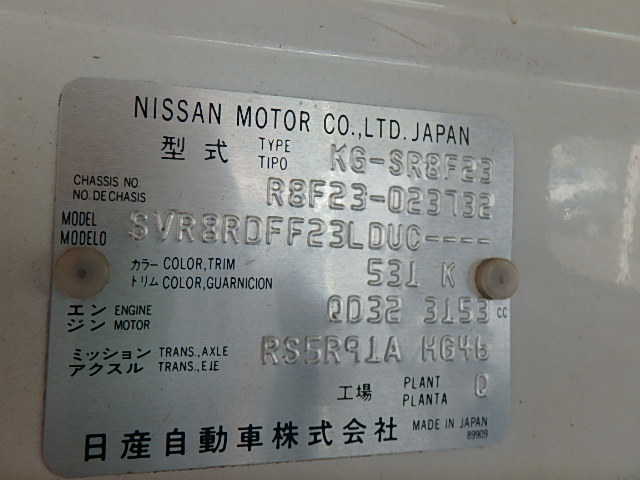 NISSAN MOTOR CO.,LTD. JAPAN
型式 TYPE TIPO KG-SR8F23
CHASSIS NO. NO. DE CHASIS R8F23-023732
MODEL MODELO SVR8RDFF23LDUC----
カラー COLOR,TRIM トリム COLOR,GUARNICION 531 K
エンジン ENGINE MOTOR QD32 3153 cc
ミッション TRANS.,AXLE アクスル TRANS.,EJE RS5R91A HG46
工場 PLANT PLANTA Q
日産自動車株式会社 MADE IN JAPAN
89909